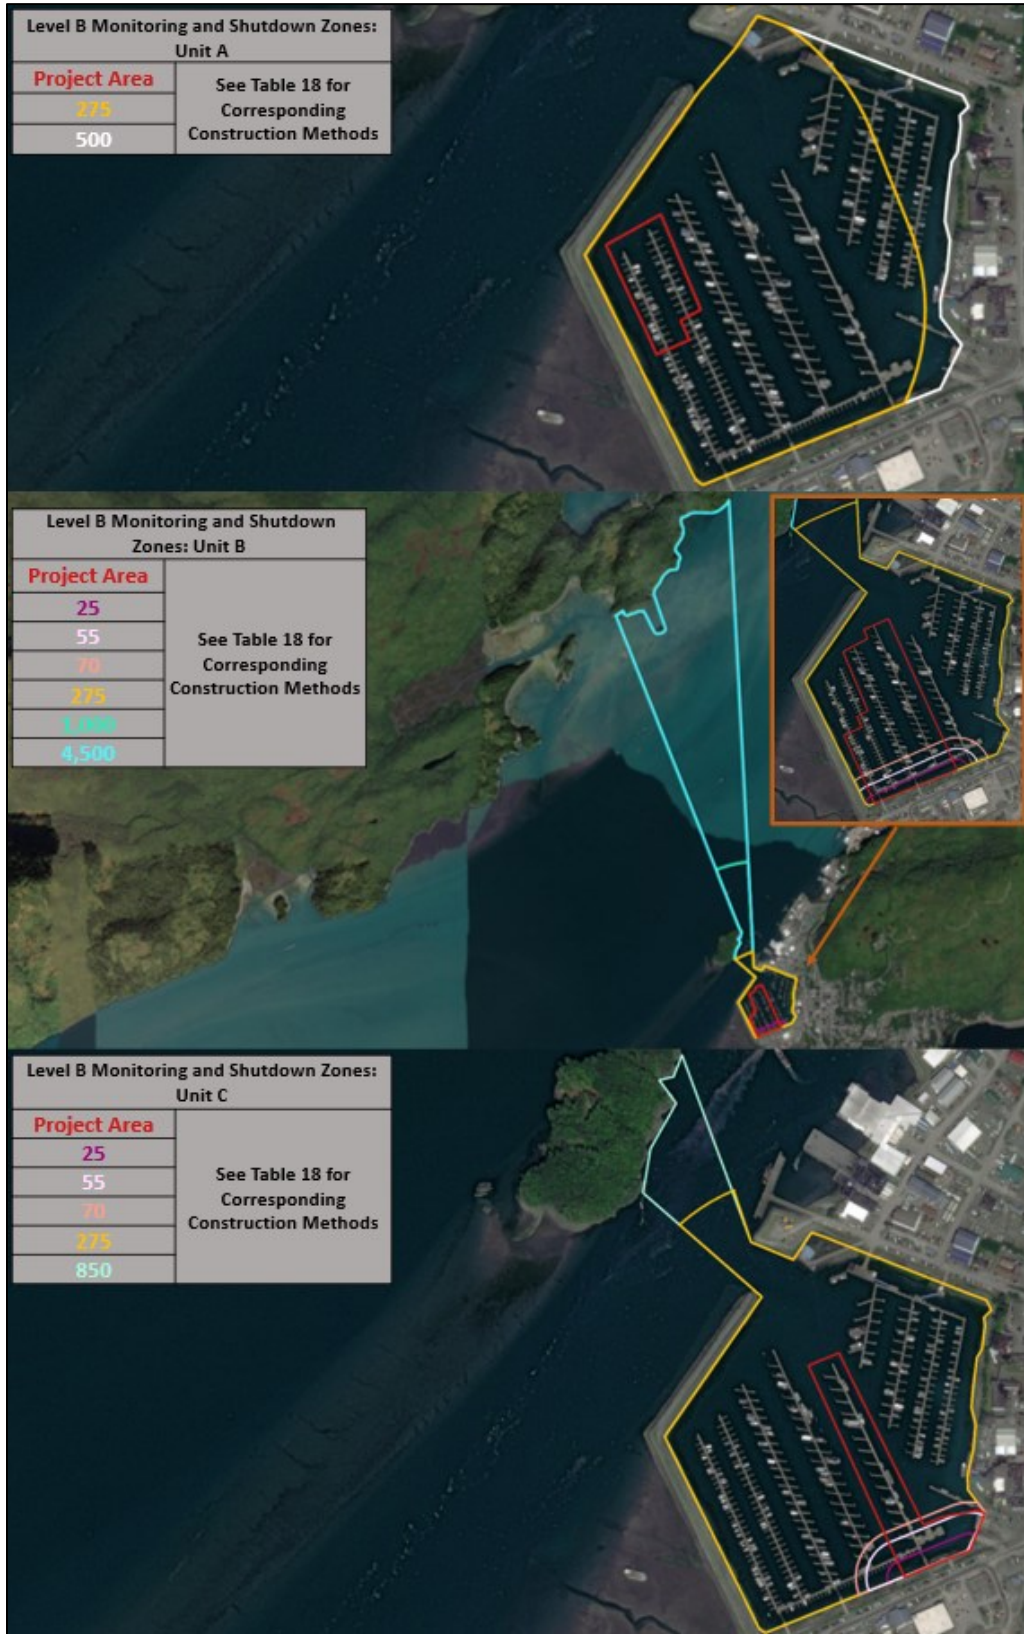 Level B Monitoring and Shutdown Zones:
Unit A
Project Area
275
500
See Table 18 for
Corresponding
Construction Methods
Level B Monitoring and Shutdown
Zones: Unit B
Project Area
25
55
70
275
1,000
4,500
See Table 18 for
Corresponding
Construction Methods
Level B Monitoring and Shutdown Zones:
Unit C
Project Area
25
55
70
275
850
See Table 18 for
Corresponding
Construction Methods